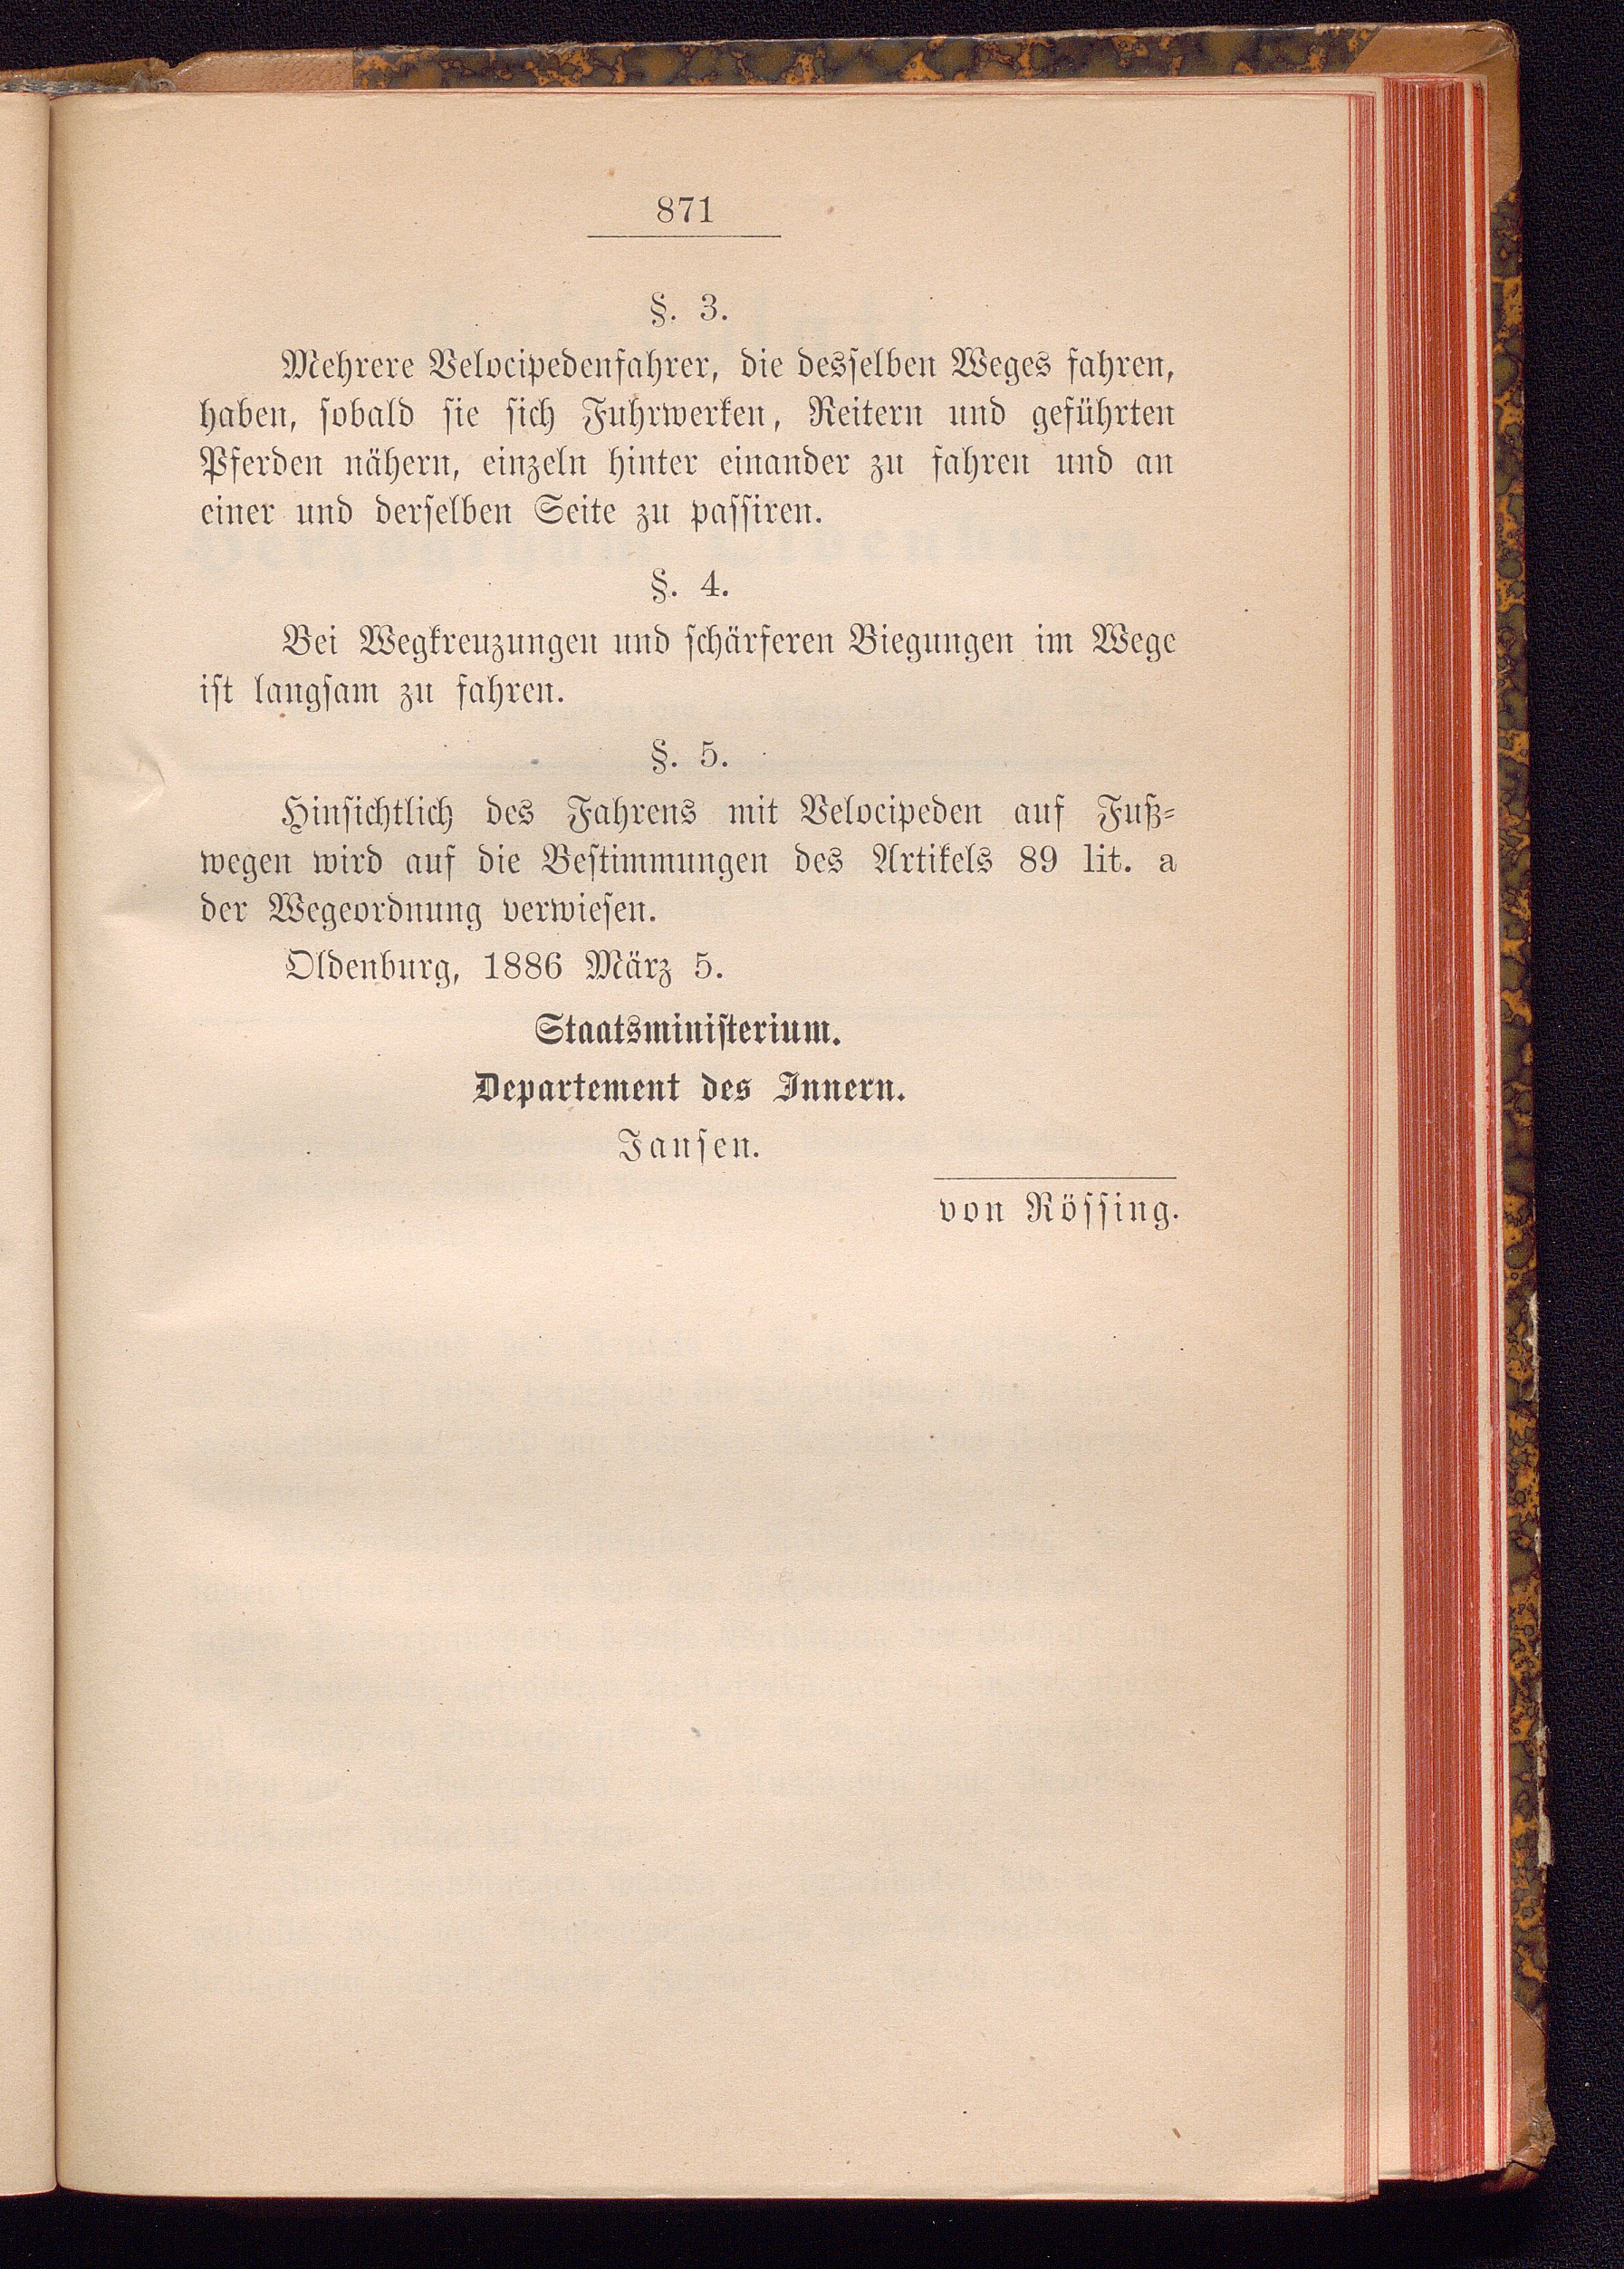 871
§. 3.
Mehrere Velocipedenfahrer, die desselben Weges fahren,
haben, sobald sie sich Fuhrwerken, Reitern und geführten
Pferden nähern, einzeln hinter einander zu fahren und an
einer und derselben Seite zu passiren.
§. 4.
Bei Wegkreuzungen und schärferen Biegungen im Wege
ist langsam zu fahren.
§. 5.
Hinsichtlich des Fahrens mit Velocipeden auf Fuß-
wegen wird auf die Bestimmungen des Artikels 89 lit. a
der Wegeordnung verwiesen.
Oldenburg, 1886 März 5.
Staatsministerium.
Departement des Innern.
Jansen.
von Rössing.